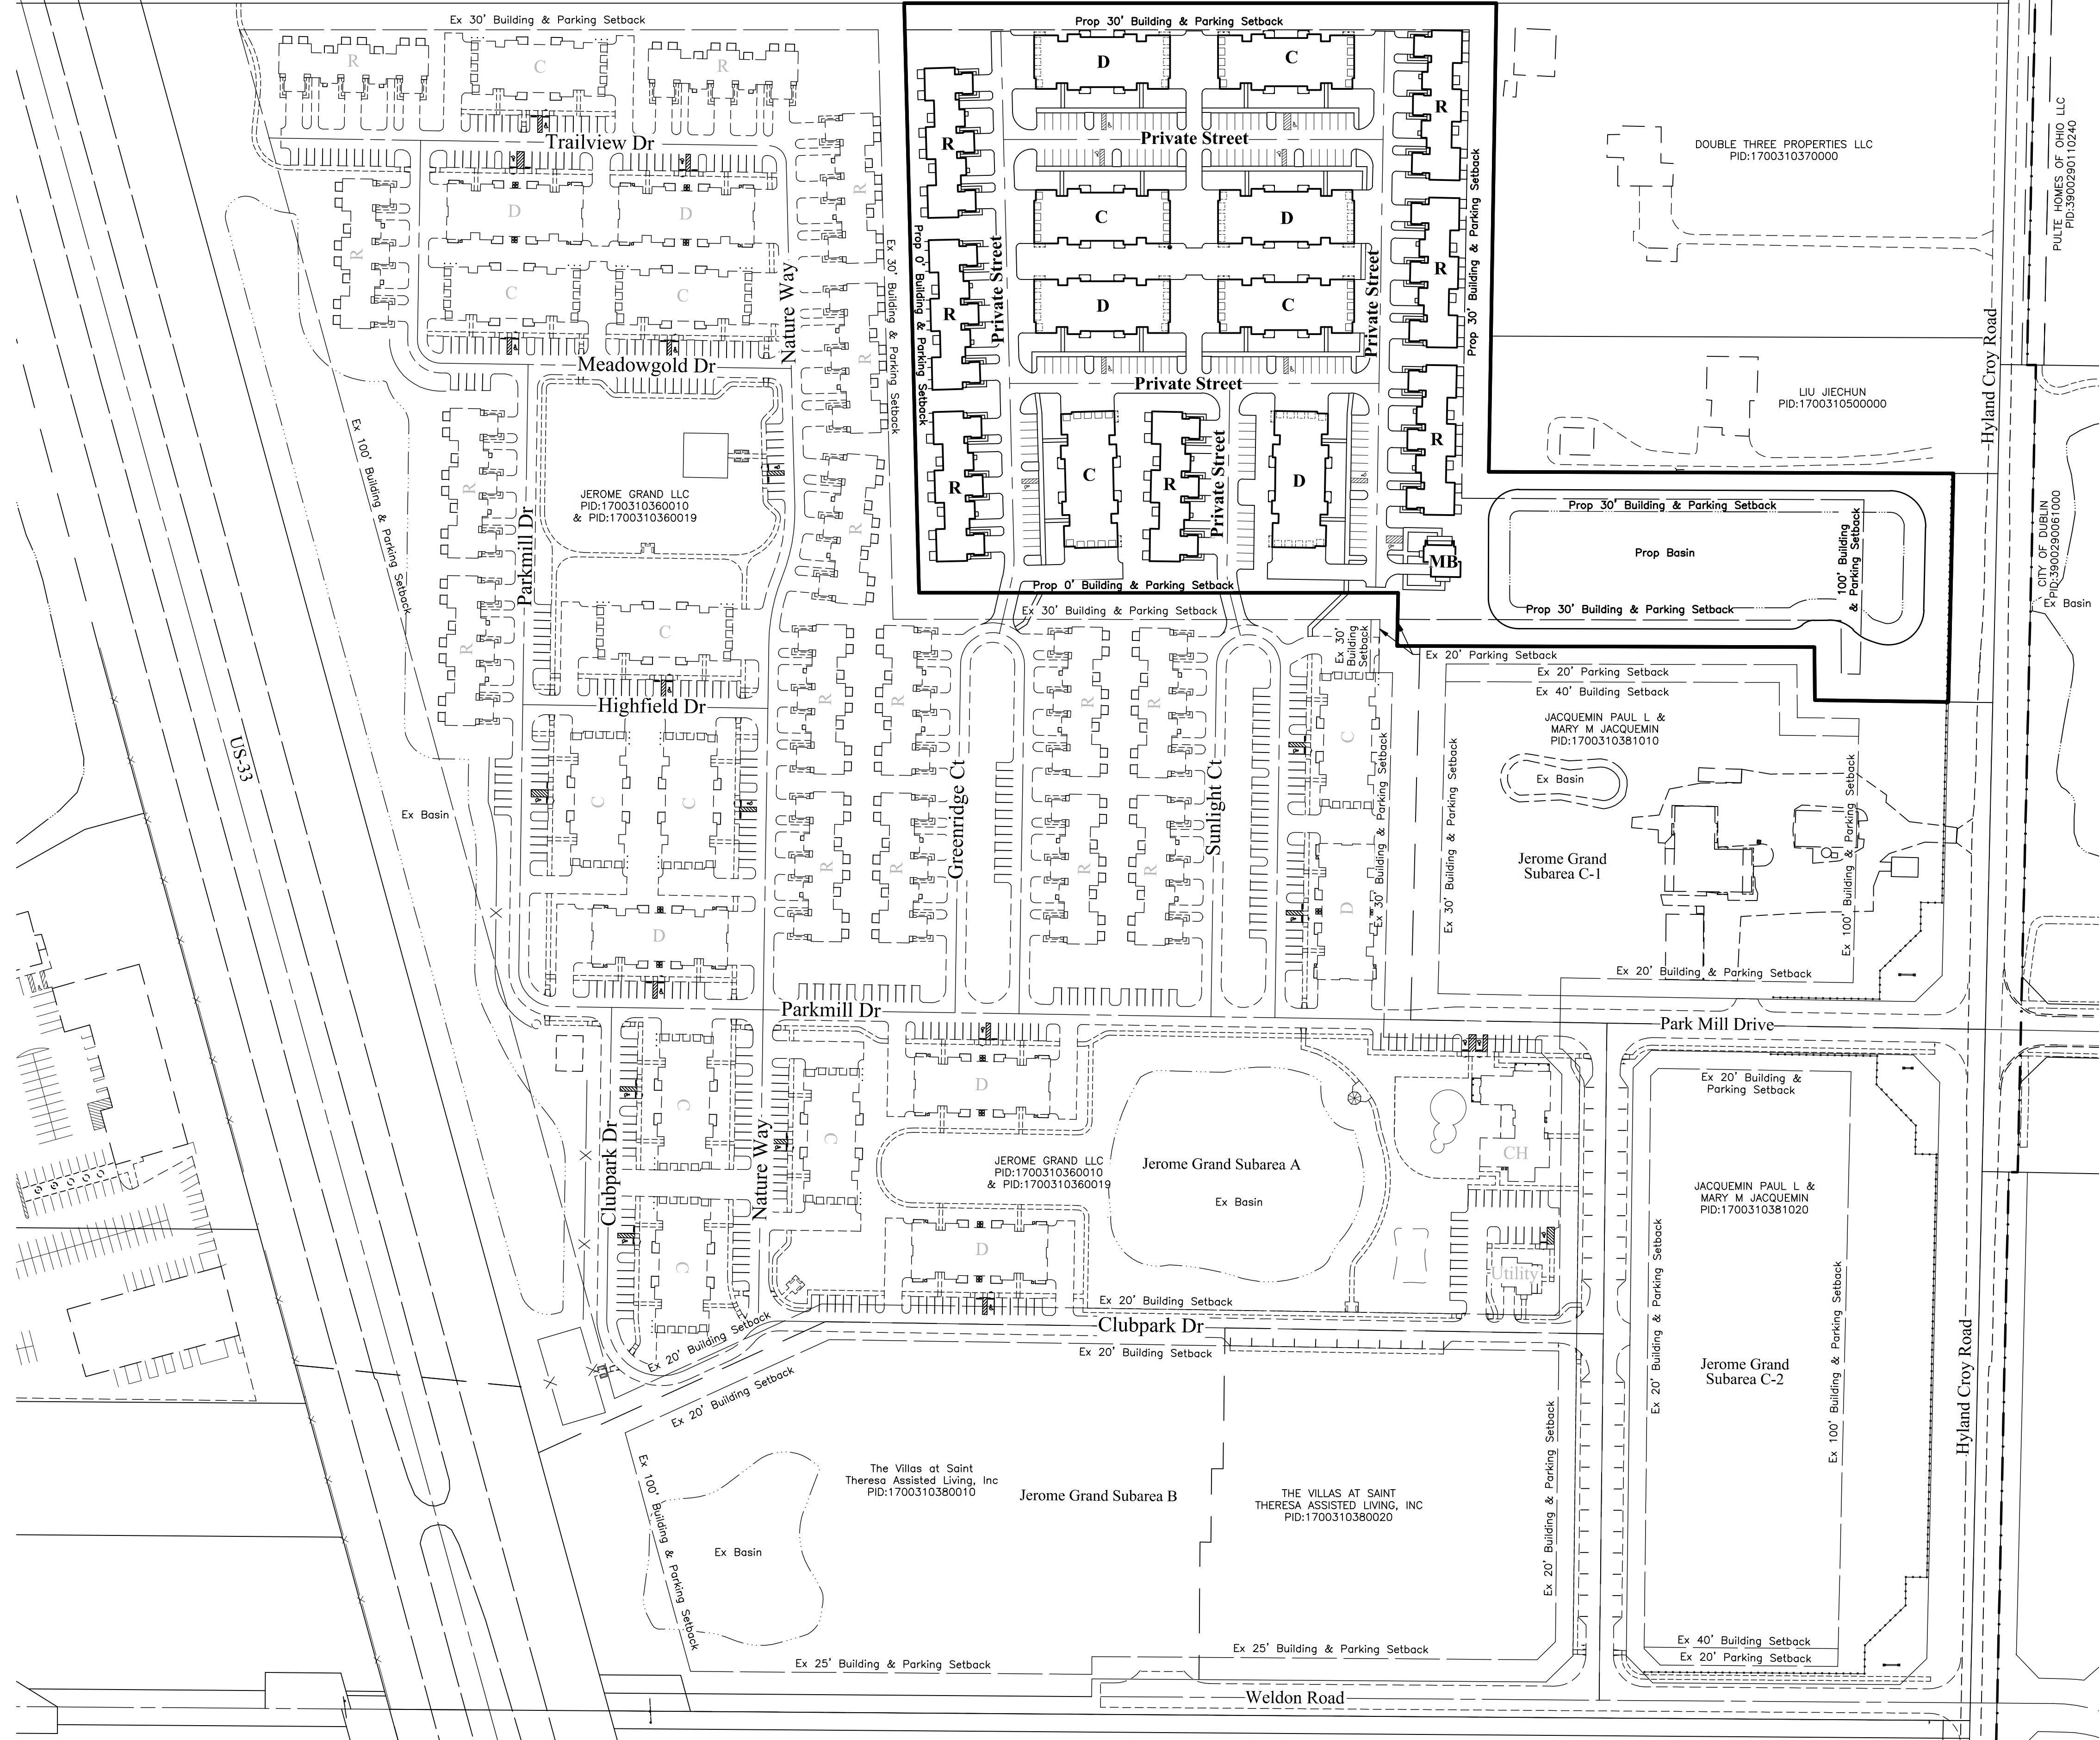 Ex 30' Building & Parking Setback
Prop 30' Building & Parking Setback
R
C
R
D
C
R
R
Trailview Dr
Private Street
R
D
D
R
C
D
R
R
C
C
Nature Way
R
Ex 30' Building & Parking Setback
Prop 0' Building & Parking Setback
R
Private Street
D
C
Private Street
R
Prop 30' Building & Parking Setback
Prop 30' Building & Parking Setback
Meadowgold Dr
Private Street
DOUBLE THREE PROPERTIES LLC
PID:1700310370000
PULTE HOMES OF OHIO LLC
PID:3900290110240
LIU JIECHUN
PID:1700310500000
Hyland Croy Road
Ex 100' Building & Parking Setback
R
Parkmill Dr
JEROME GRAND LLC
PID:1700310360010
& PID:1700310360019
R
R
C
R
Private Street
D
R
MB
Prop 30' Building & Parking Setback
Prop Basin
100' Building
& Parking Setback
Prop 30' Building & Parking Setback
CITY OF DUBLIN
PID:3900290061000
Ex Basin
Prop 0' Building & Parking Setback
Ex 30' Building & Parking Setback
R
C
Ex 30'
Building
Setback
Ex 20' Parking Setback
Ex 20' Parking Setback
Ex 40' Building Setback
Highfield Dr
R
R
R
R
C
JACQUEMIN PAUL L &
MARY M JACQUEMIN
PID:1700310381010
US-33
Ex Basin
C
C
Greenridge Ct
Sunlight Ct
Ex 30' Building & Parking Setback
Ex 30' Building & Parking Setback
Ex Basin
Jerome Grand
Subarea C-1
Ex 100' Building & Parking Setback
R
R
R
R
D
D
Ex 20' Building & Parking Setback
Parkmill Dr
Park Mill Drive
C
Clubpark Dr
Nature Way
C
D
JEROME GRAND LLC
PID:1700310360010
& PID:1700310360019
Jerome Grand Subarea A
Ex Basin
CH
Ex 20' Building &
Parking Setback
JACQUEMIN PAUL L &
MARY M JACQUEMIN
PID:1700310381020
C
D
Utility
Ex 20' Building Setback
Clubpark Dr
Ex 20' Building Setback
Ex 20' Building Setback
Ex 20' Building Setback
Ex 20' Building & Parking Setback
Ex 100' Building & Parking Setback
Jerome Grand
Subarea C-2
Hyland Croy Road
Ex 100' Building & Parking Setback
Ex Basin
The Villas at Saint
Theresa Assisted Living, Inc
PID:1700310380010
Jerome Grand Subarea B
THE VILLAS AT SAINT
THERESA ASSISTED LIVING, INC
PID:1700310380020
Ex 20' Building & Parking Setback
Ex 25' Building & Parking Setback
Ex 25' Building & Parking Setback
Ex 40' Building Setback
Ex 20' Parking Setback
Weldon Road